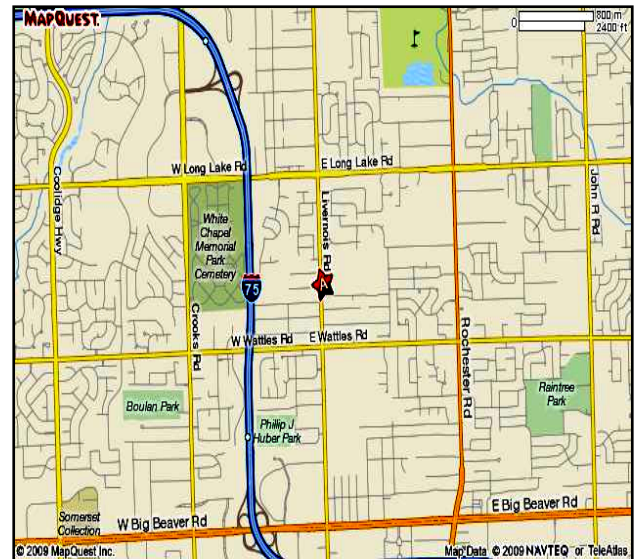 MAPQUEST.
0
800 m
2400 ft
W Long Lake Rd
E Long Lake Rd
Coolidge Hwy
White
Chapel
Memorial
Park
Cemetery
Livernois Rd
John R Rd
75
A
Crooks Rd
W Wattles Rd
E Wattles Rd
Rochester Rd
Boulan Park
Phillip J
Huber Park
Raintree
Park
Somerset
Collection
W Big Beaver Rd
E Big Beaver Rd
© 2009 MapQuest Inc.
Map Data © 2009 NAVTEQ or TeleAtlas